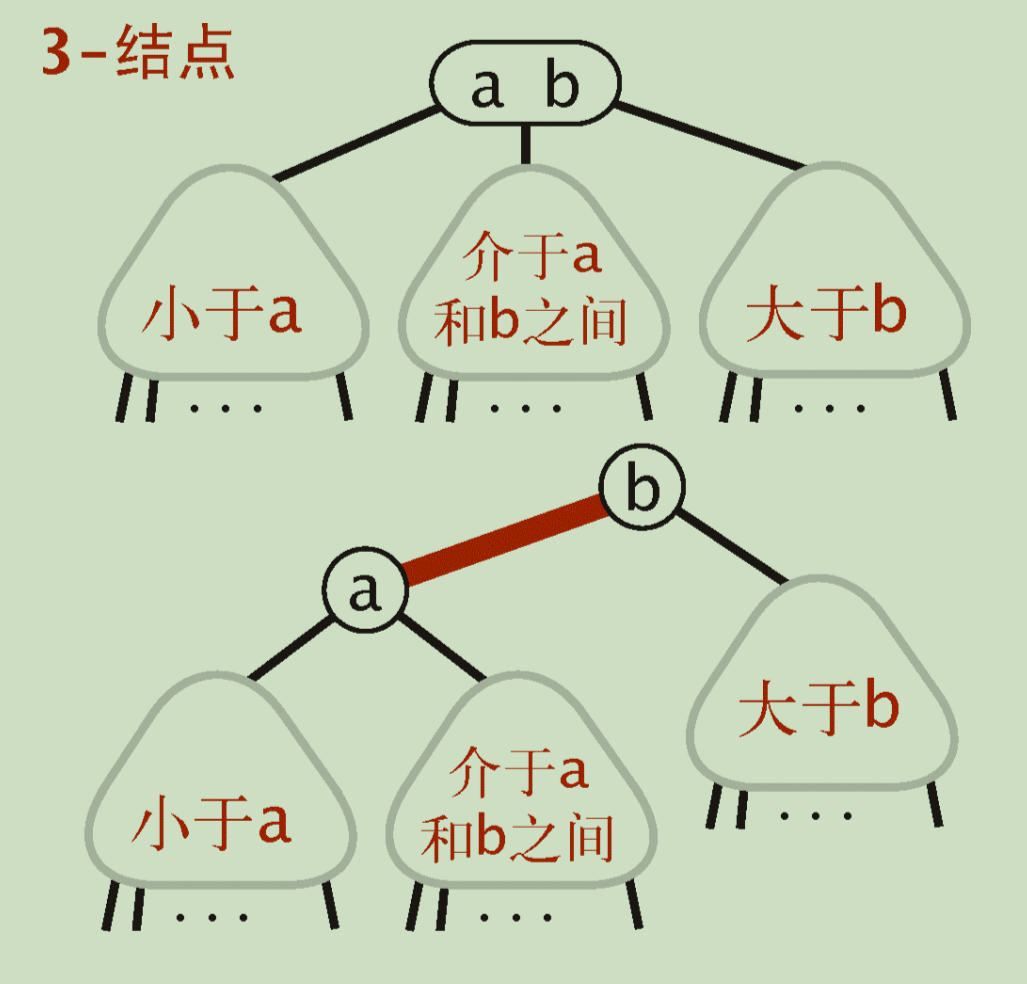 3-结点
a b
小于a
介于a
和b之间
大于b
... ... ...
b
a
大于b
...
小于a
介于a
和b之间
... ...